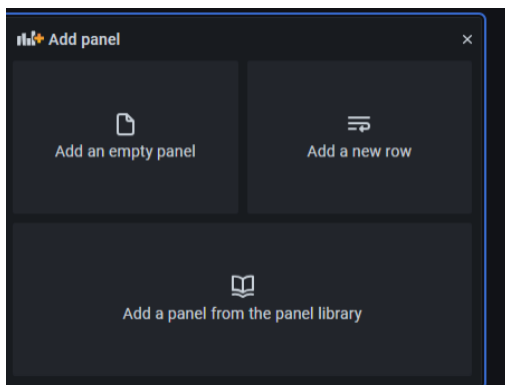 Add panel
Add an empty panel
Add a new row
Add a panel from the panel library